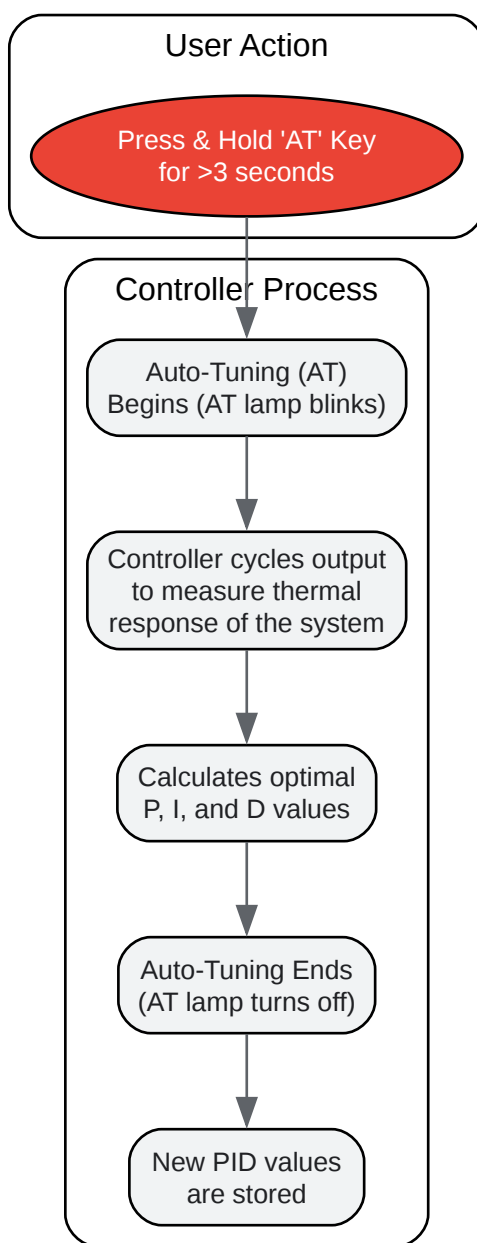 User Action
Press & Hold 'AT' Key
for >3 seconds
Controller Process
Auto-Tuning (AT)
Begins (AT lamp blinks)
Controller cycles output
to measure thermal
response of the system
Calculates optimal
P, I, and D values
Auto-Tuning Ends
(AT lamp turns off)
New PID values
are stored